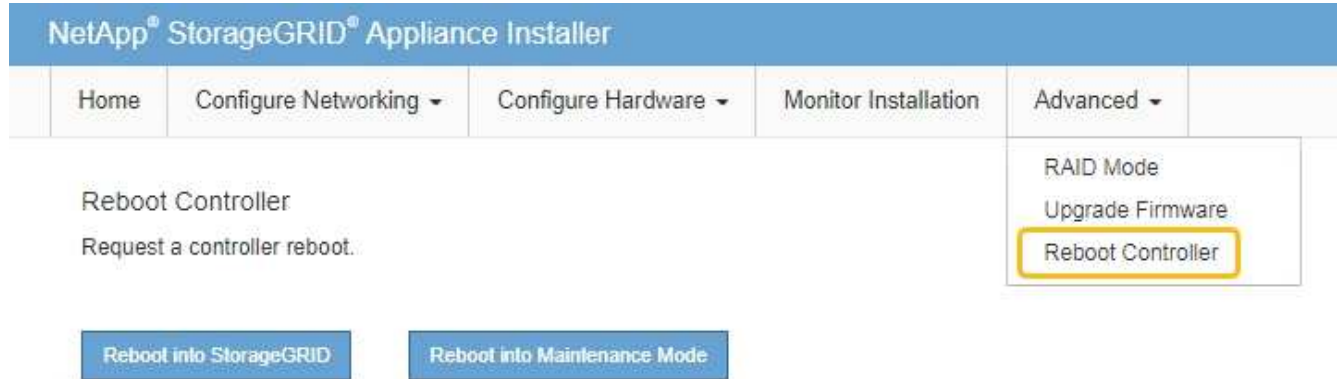 NetApp® StorageGRID® Appliance Installer
Home Configure Networking Configure Hardware Monitor Installation Advanced
RAID Mode
Upgrade Firmware
Reboot Controller
Reboot Controller
Request a controller reboot.
Reboot into StorageGRID Reboot into Maintenance Mode